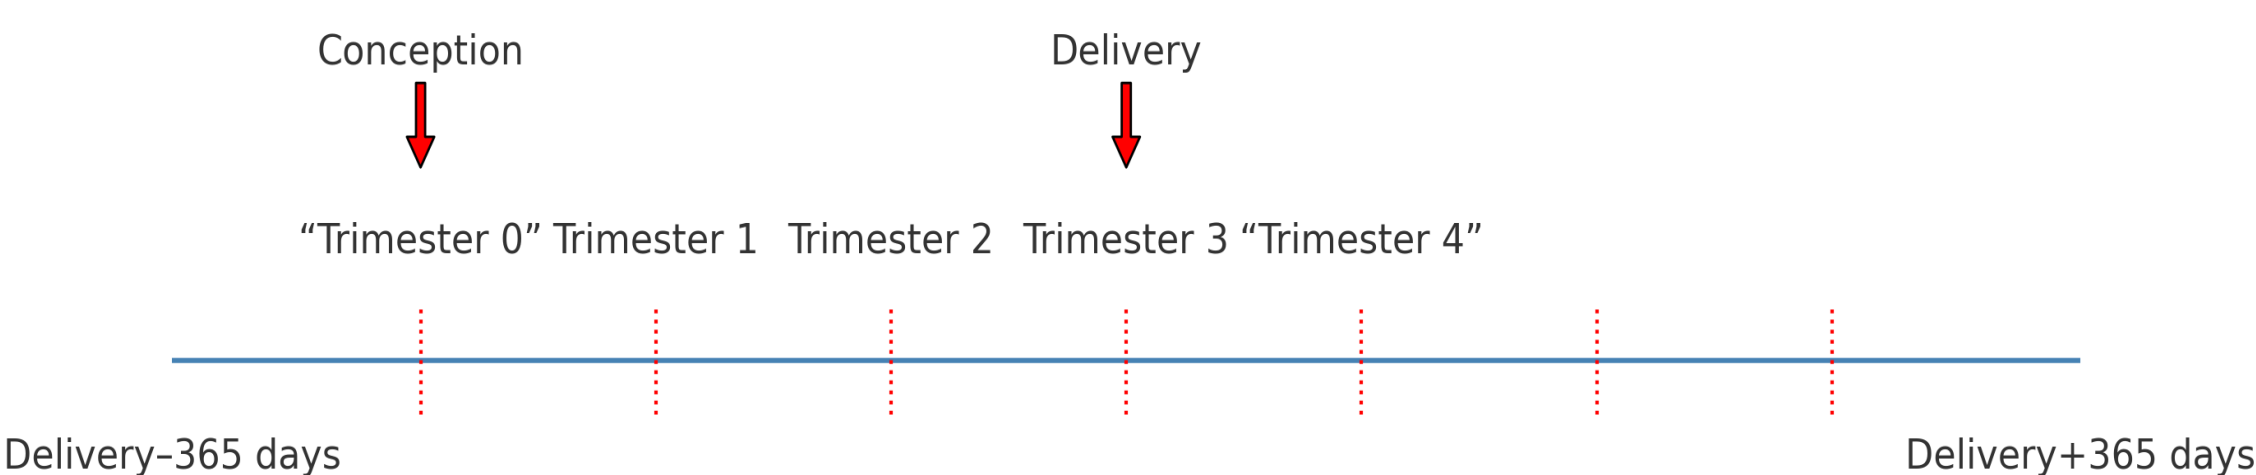 Conception
Delivery
“Trimester 0” Trimester 1 Trimester 2 Trimester 3 “Trimester 4”
Delivery–365 days
Delivery+365 days